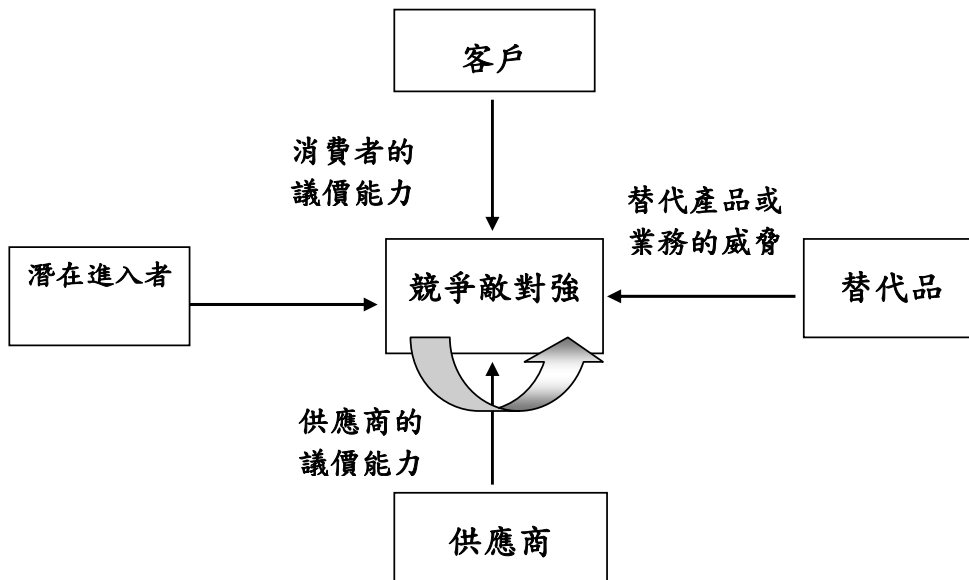 客戶
消費者的
議價能力
替代產品或
業務的威脅
潛在進入者
競爭敵對強
替代品
供應商的
議價能力
供應商